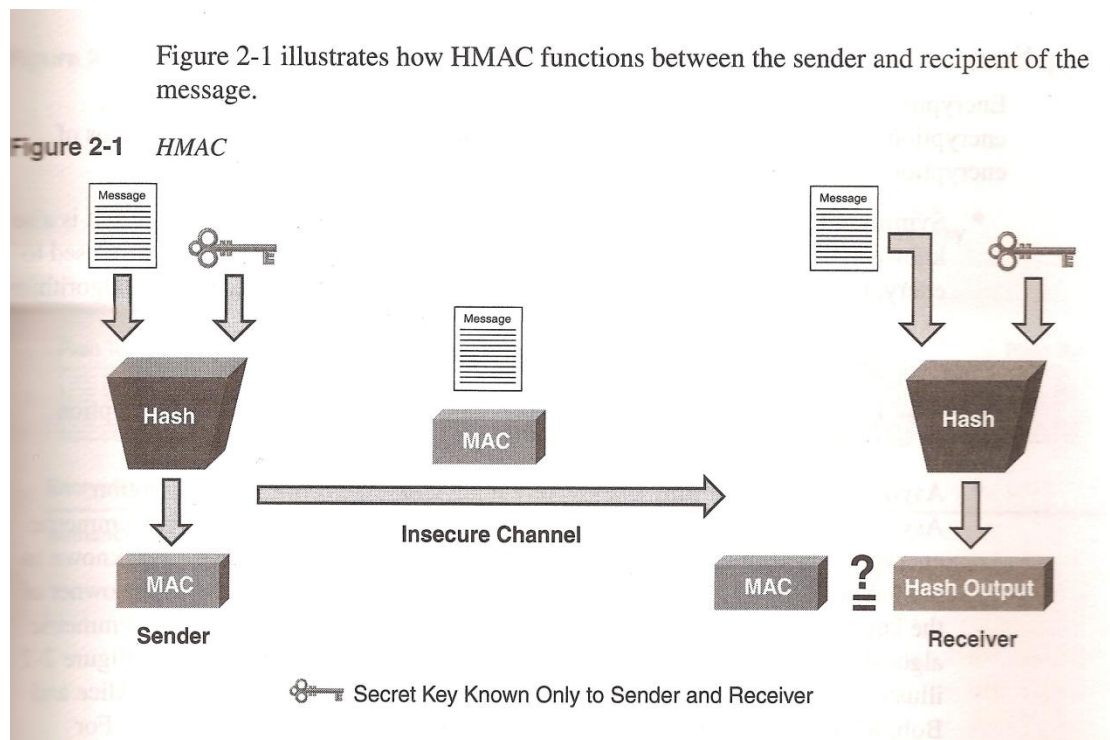 Figure 2-1 illustrates how HMAC functions between the sender and recipient of the
message.
Figure 2-1 HMAC
Message
Message
Message
Hash
MAC
Hash
Insecure Channel
MAC
MAC
?
=
Hash Output
Sender
Receiver
Secret Key Known Only to Sender and Receiver